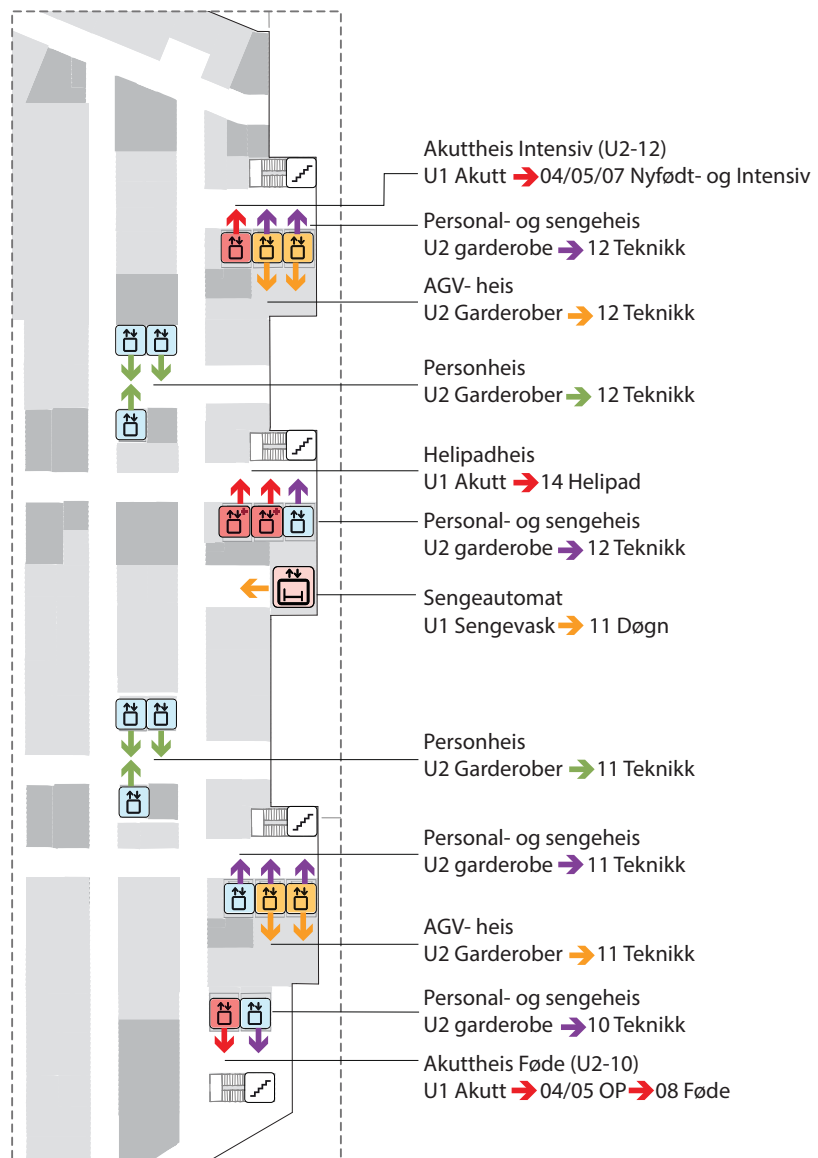 Akuttheis Intensiv (U2-12)
U1 Akutt 04/05/07 Nyfødt- og Intensiv
Personal- og sengeheis
U2 garderobe 12 Teknikk
AGV- heis
U2 Garderober 12 Teknikk
Personheis
U2 Garderober 12 Teknikk
Helipadheis
U1 Akutt 14 Helipad
Personal- og sengeheis
U2 garderobe 12 Teknikk
Sengeautomat
U1 Sengevask 11 Døgn
Personheis
U2 Garderober 11 Teknikk
Personal- og sengeheis
U2 garderobe 11 Teknikk
AGV- heis
U2 Garderober 11 Teknikk
Personal- og sengeheis
U2 garderobe 10 Teknikk
Akuttheis Føde (U2-10)
U1 Akutt 04/05 OP 08 Føde